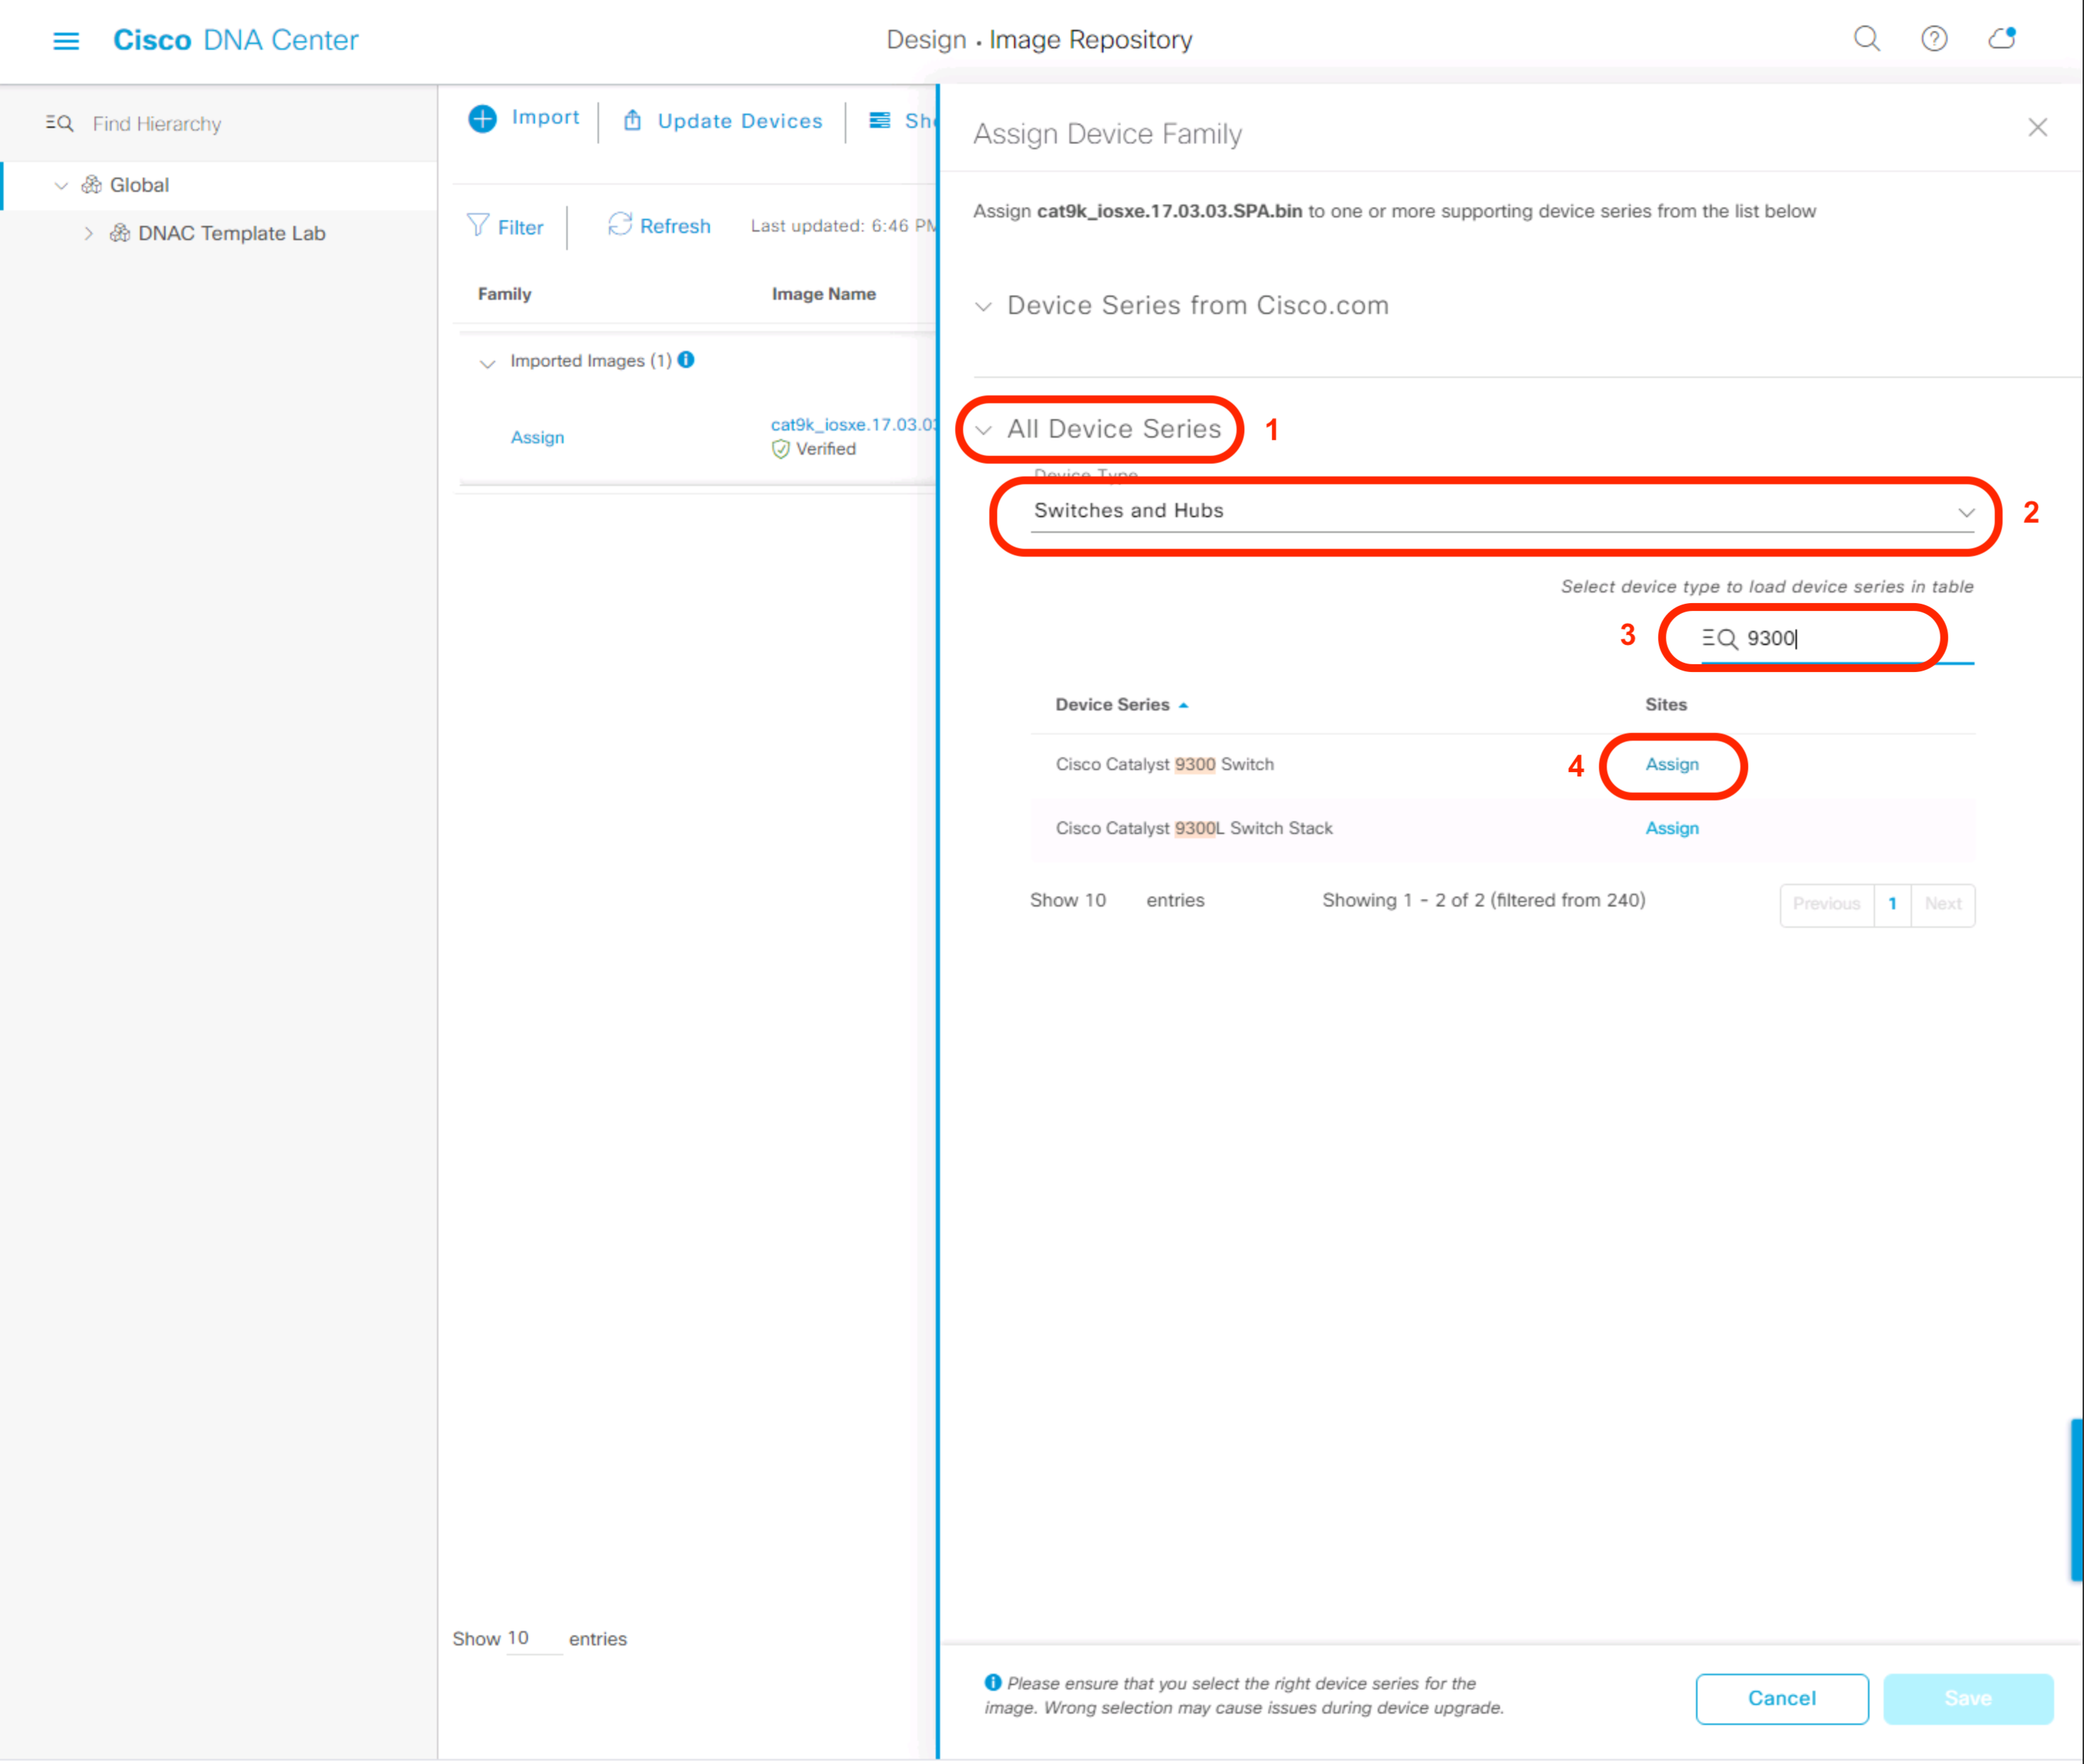 Cisco DNA Center
Design • Image Repository
Find Hierarchy
Global
DNAC Template Lab
Import
Update Devices
Filter
Refresh
Last updated: 6:46 PM
Family
Image Name
Imported Images (1)
Assign
cat9k_iosxe.17.03.03
Verified
Show 10 entries
Assign Device Family
Assign cat9k_iosxe.17.03.03.SPA.bin to one or more supporting device series from the list below
Device Series from Cisco.com
All Device Series 1
Device Type
Switches and Hubs 2
Select device type to load device series in table
3 9300
Device Series Sites
Cisco Catalyst 9300 Switch 4 Assign
Cisco Catalyst 9300L Switch Stack Assign
Show 10 entries Showing 1 - 2 of 2 (filtered from 240) Previous 1 Next
Please ensure that you select the right device series for the
image. Wrong selection may cause issues during device upgrade.
Cancel Save